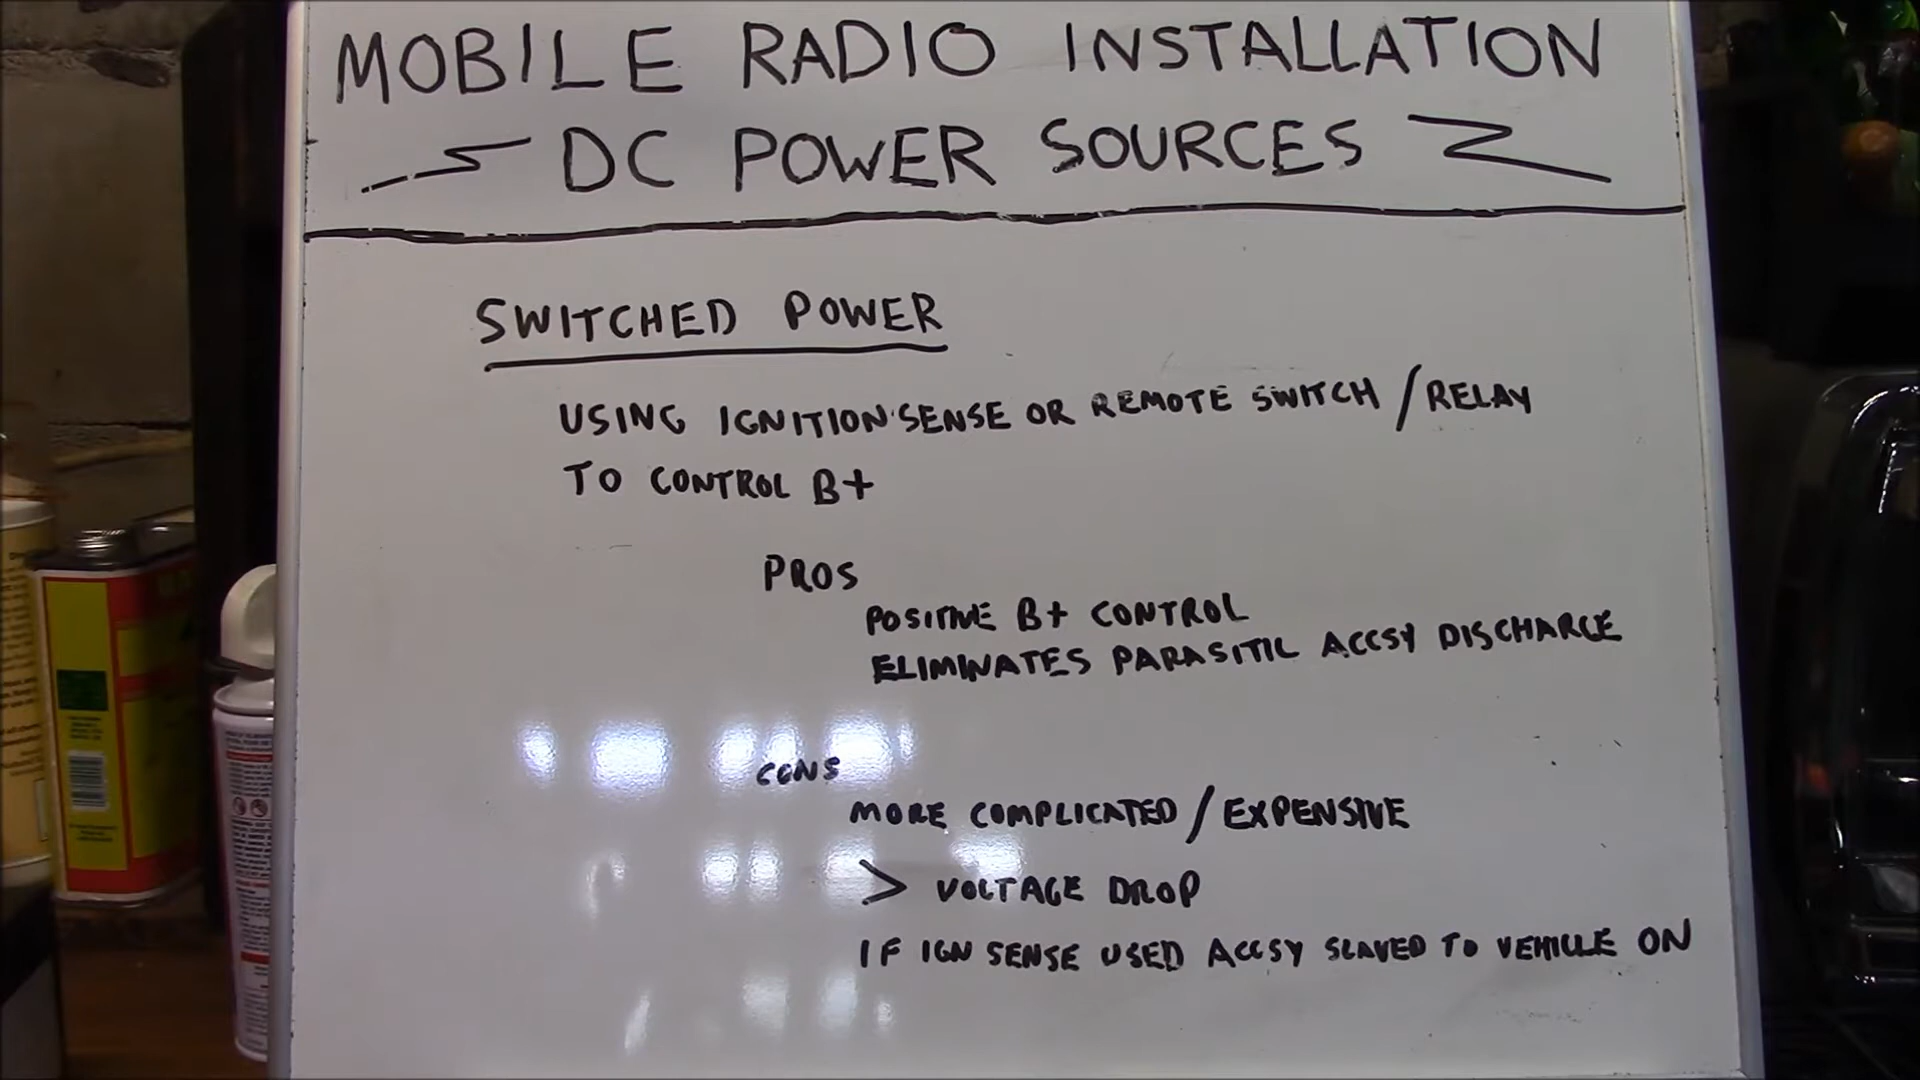 MOBILE RADIO INSTALLATION
DC POWER SOURCES
SWITCHED POWER
USING IGNITION SENSE OR REMOTE SWITCH / RELAY
TO CONTROL B+
PROS
POSITIVE B+ CONTROL
ELIMINATES PARASITIC ACCSY DISCHARGE
CONS
MORE COMPLICATED / EXPENSIVE
> VOLTAGE DROP
IF IGN SENSE USED ACCSY SLAVED TO VEHICLE ON